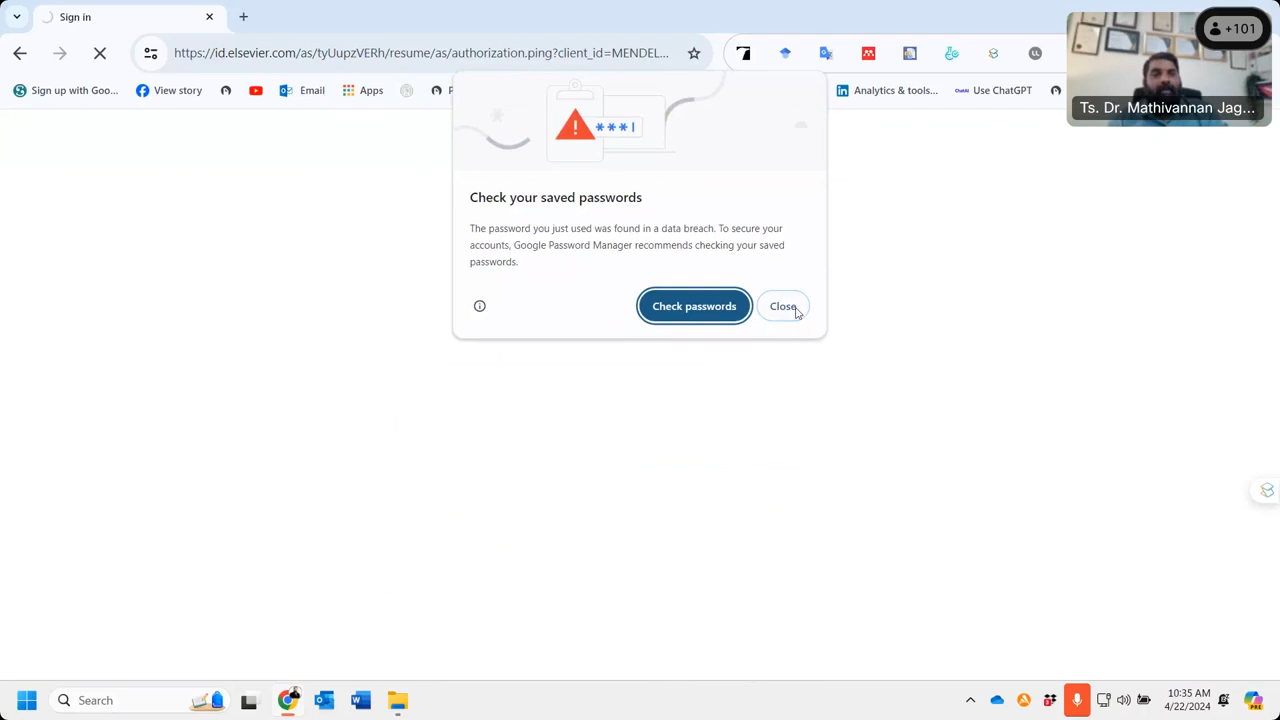 Sign in
+101
https://id.elsevier.com/as/tyUupzVERh/resume/as/authorization.ping?client_id=MENDEL...
LL
Ts. Dr. Mathivannan Jag...
Sign up with Goo...
View story
Email
Apps
P
Analytics & tools...
ChatAI
Use ChatGPT
***|
Check your saved passwords
The password you just used was found in a data breach. To secure your
accounts, Google Password Manager recommends checking your saved
passwords.
Check passwords
Close
Search
10:35 AM
4/22/2024
PRE